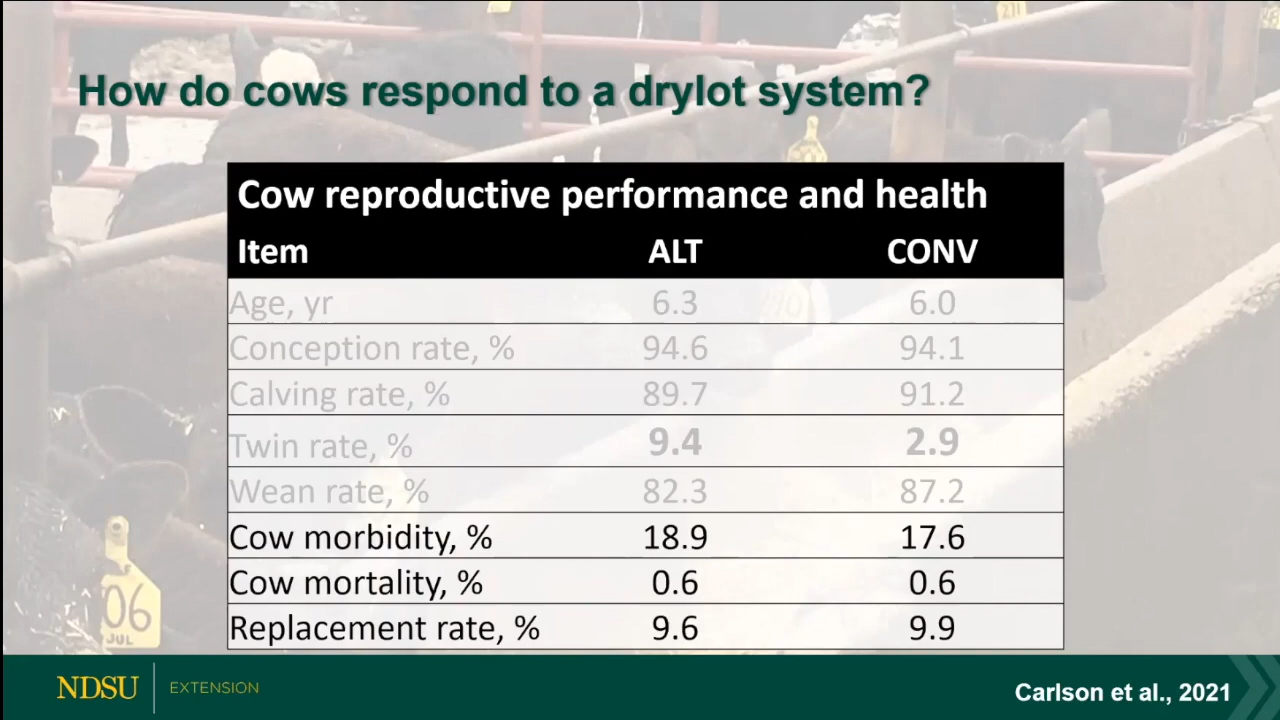 How do cows respond to a drylot system?
Cow reproductive performance and health
Item ALT CONV
Age, yr 6.3 6.0
Conception rate, % 94.6 94.1
Calving rate, % 89.7 91.2
Twin rate, % 9.4 2.9
Wean rate, % 82.3 87.2
Cow morbidity, % 18.9 17.6
Cow mortality, % 0.6 0.6
Replacement rate, % 9.6 9.9
06
JUL
NDSU EXTENSION
Carlson et al., 2021